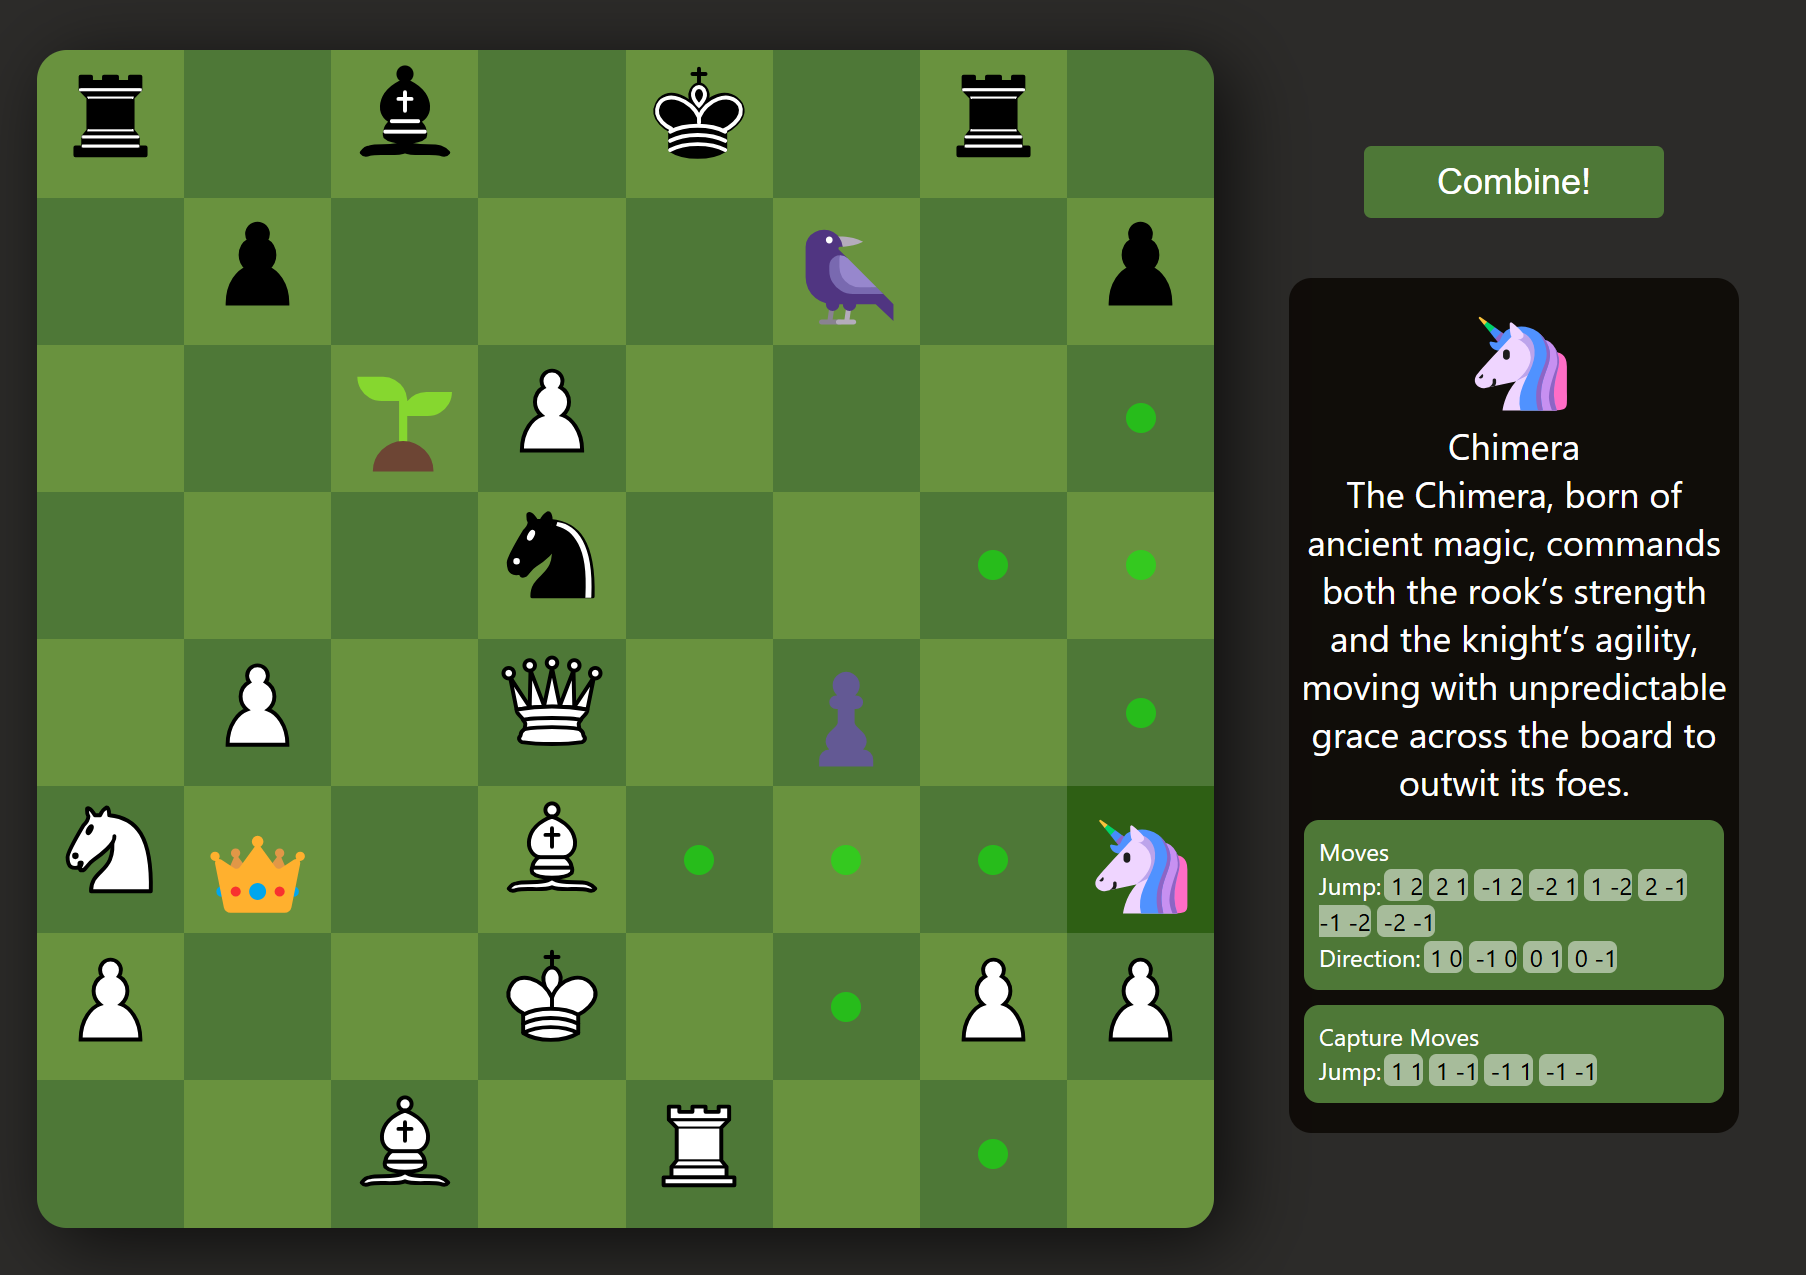 Combine!
Chimera
The Chimera, born of
ancient magic, commands
both the rook’s strength
and the knight’s agility,
moving with unpredictable
grace across the board to
outwit its foes.
Moves
Jump: 1 2 2 1 -1 2 -2 1 1 -2 2 -1
-1 -2 -2 -1
Direction: 1 0 -1 0 0 1 0 -1
Capture Moves
Jump: 1 1 1 -1 -1 1 -1 -1